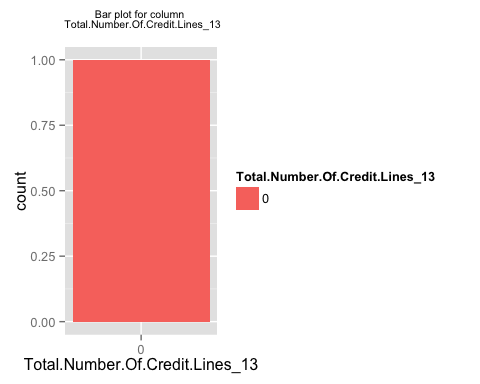 Bar plot for column
Total.Number.Of.Credit.Lines_13
1.00
0.75
0.50
0.25
0.00
count
0
Total.Number.Of.Credit.Lines_13
Total.Number.Of.Credit.Lines_13
0